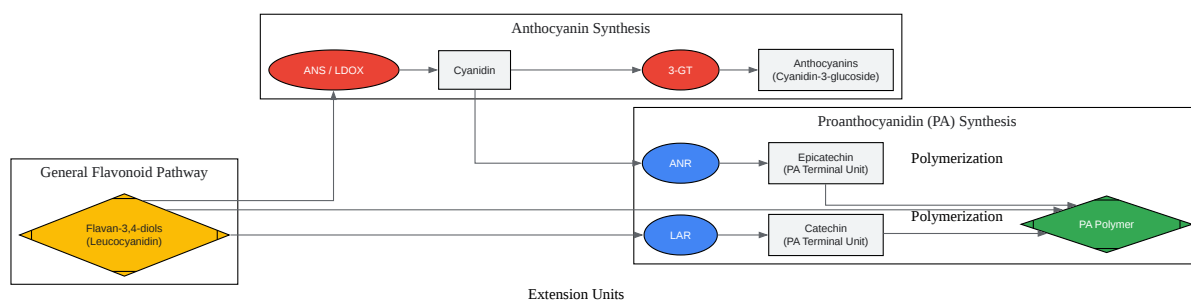 Anthocyanin Synthesis
ANS / LDOX
Cyanidin
3-GT
Anthocyanins
(Cyanidin-3-glucoside)
Proanthocyanidin (PA) Synthesis
ANR
Epicatechin
(PA Terminal Unit)
Polymerization
General Flavonoid Pathway
Flavan-3,4-diols
(Leucocyanidin)
LAR
Catechin
(PA Terminal Unit)
Polymerization
PA Polymer
Extension Units